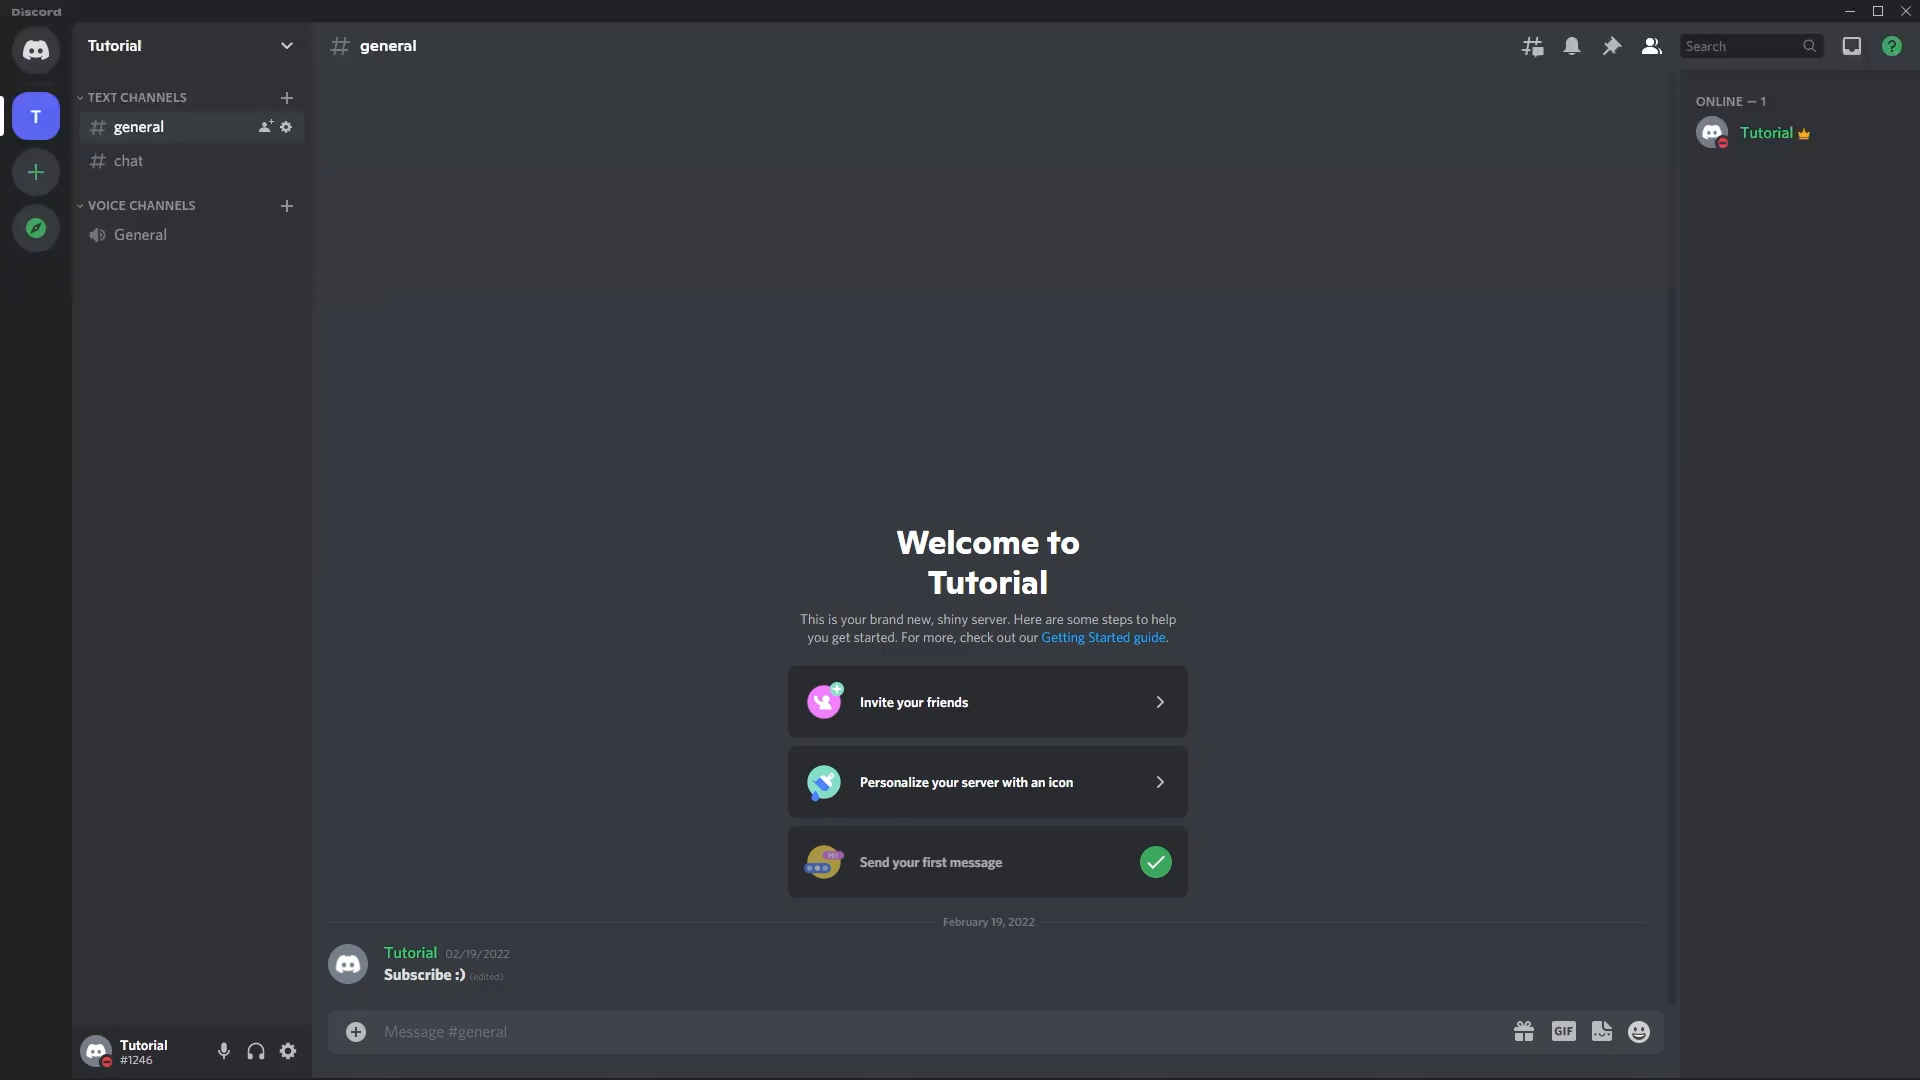 Discord
Tutorial
general
Search
TEXT CHANNELS
general
chat
VOICE CHANNELS
General
T
ONLINE — 1
Tutorial
Welcome to
Tutorial
This is your brand new, shiny server. Here are some steps to help
you get started. For more, check out our Getting Started guide.
Invite your friends
Personalize your server with an icon
HI!
Send your first message
February 19, 2022
Tutorial 02/19/2022
Subscribe :) (edited)
Message #general
GIF
Tutorial
#1246